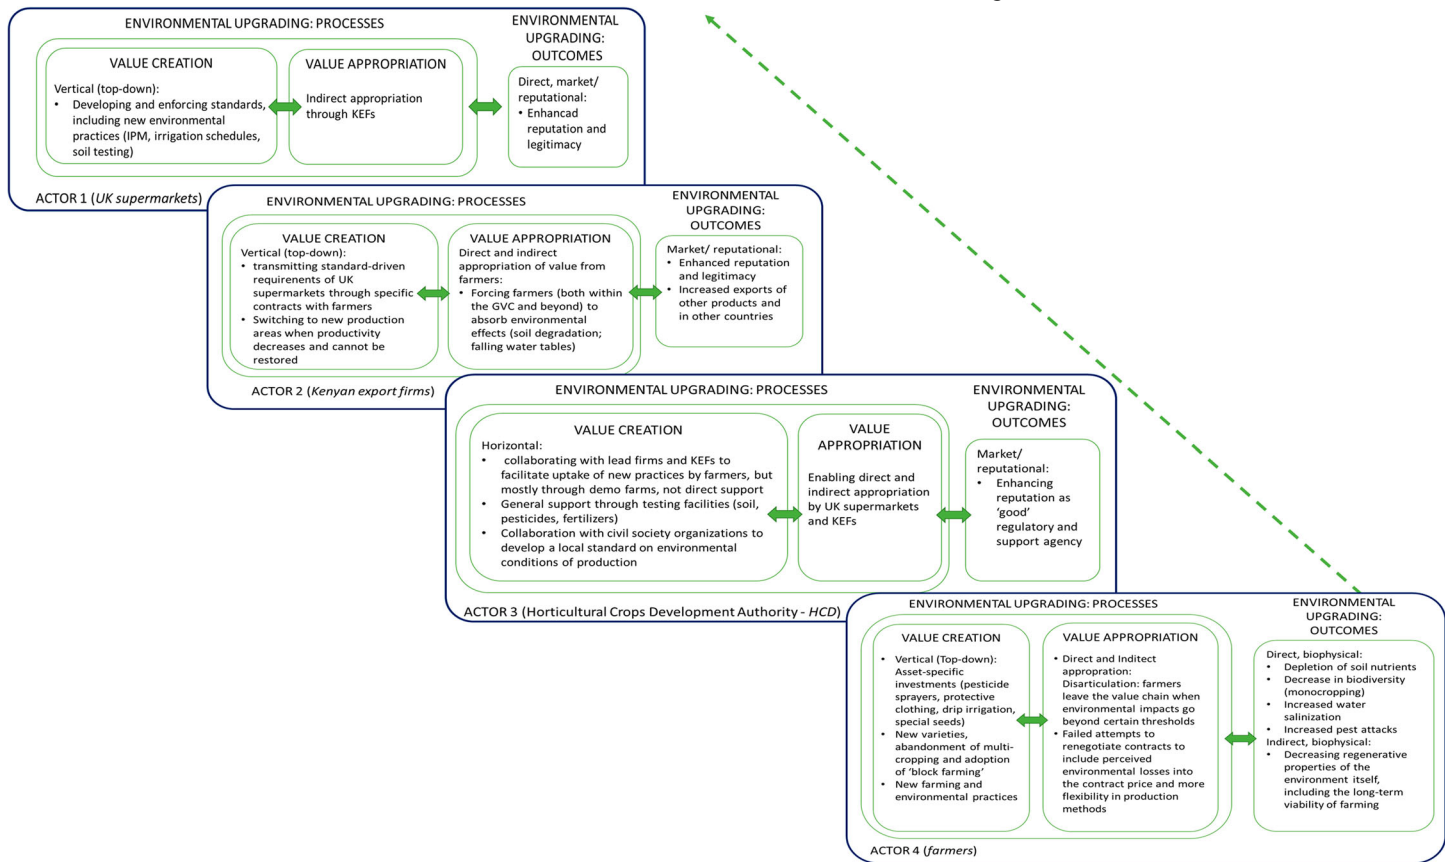 ENVIRONMENTAL UPGRADING: PROCESSES
ENVIRONMENTAL
UPGRADING:
OUTCOMES
VALUE CREATION
Vertical (top-down):
• Developing and enforcing standards,
including new environmental
practices (IPM, irrigation schedules,
soil testing)
VALUE APPROPRIATION
Indirect appropriation
through KEFs
Direct, market/
reputational:
• Enhancad
reputation and
legitimacy
ACTOR 1 (UK supermarkets)
ENVIRONMENTAL UPGRADING: PROCESSES
ENVIRONMENTAL
UPGRADING:
OUTCOMES
VALUE CREATION
Vertical (top-down):
• transmitting standard-driven
requirenents of UK
supermarkets through specific
contracts with farmers
• Switching to new production
areas when productivity
decreases and cannot be
restored
VALUE APPROPRIATION
Direct and indirect
appropriation of value from
farmers:
• Forcing farmers (both within
the GVC and beyond) to
absorb environmental
effects (soil degradation;
falling water tables)
Market/ reputational:
• Enhanced reputation
and legitimacy
• Increased exports of
other products and
in other countries
ACTOR 2 (Kenyan export firms)
ENVIRONMENTAL UPGRADING: PROCESSES
ENVIRONMENTAL
UPGRADING:
OUTCOMES
VALUE CREATION
Horizontal:
• collaborating with lead firms and KEFs to
facilitate uptake of new practices by farmers, but
mostly through demo farms, not direct support
• General support through testing facilities (soil,
pesticides, fertilizers)
• Collaboration with civil society organizations to
develop a local standard on environmental
conditions of production
VALUE
APPROPRIATION
Enabling direct and
indirect appropriation
by UK supermarkets
and KEFs
Market/
reputational:
• Enhancing
reputation as
‘good’
regulatory and
support agency
ACTOR 3 (Horticultural Crops Development Authority - HCD)
ENVIRONMENTAL UPGRADING: PROCESSES
ENVIRONMENTAL
UPGRADING:
OUTCOMES
VALUE CREATION
• Vertical (Top-down):
Asset-specific
investments (pesticide
sprayers, protective
clothing, drip irrigation,
special seeds)
• New varieties,
abandonment of multi-
cropping and adoption
of ‘block farming’
• New farming and
environmental practices
VALUE APPROPRIATION
• Direct and Inditect
appropration:
Disarticulation: farmers
leave the value chain when
environmental impacts go
beyond certain thresholds
• Failed attempts to
renegotiate contracts to
include perceived
environmental losses into
the contract price and more
flexibility in production
methods
Direct, biophysical:
• Depletion of soil nutrients
• Decrease in biodiversity
(monocropping)
• Increased water
salinization
• Increased pest attacks
Indirect, biophysical:
• Decreasing regenerative
properties of the
environment itself,
including the long-term
viability of farming
ACTOR 4 (farmers)